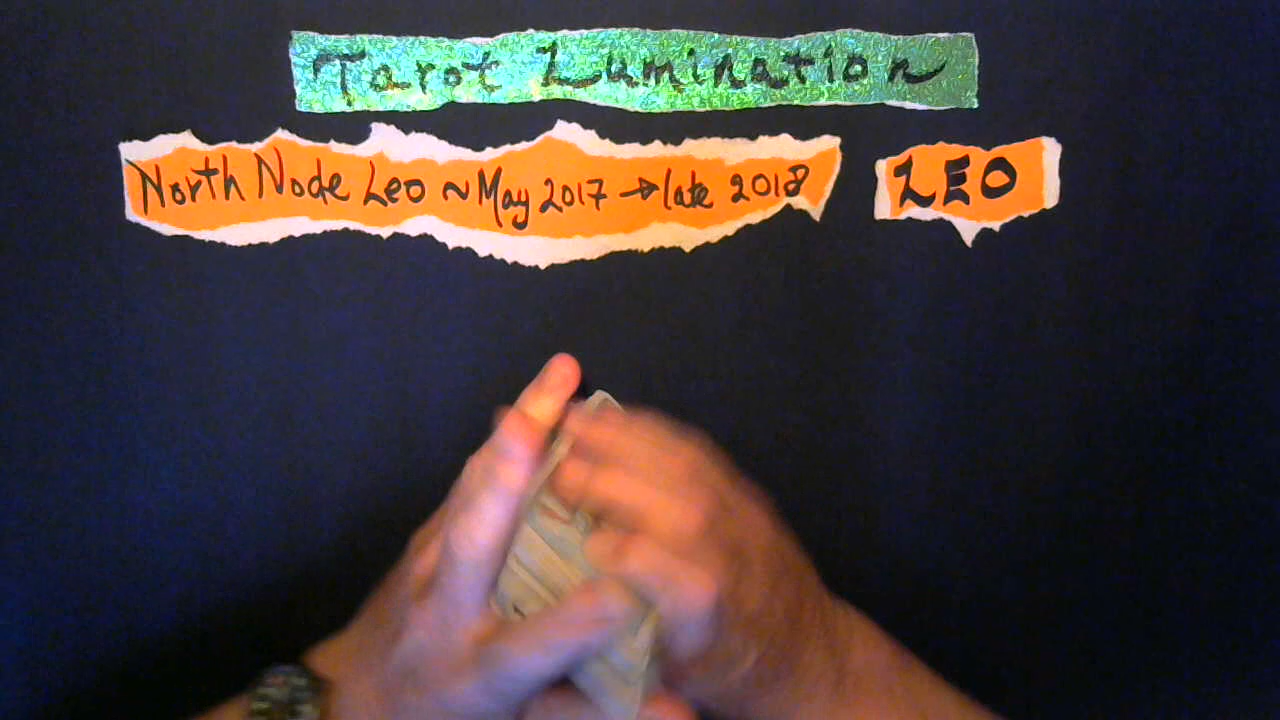 Tarot Lumination
North Node Leo ~ May 2017 → late 2018
LEO